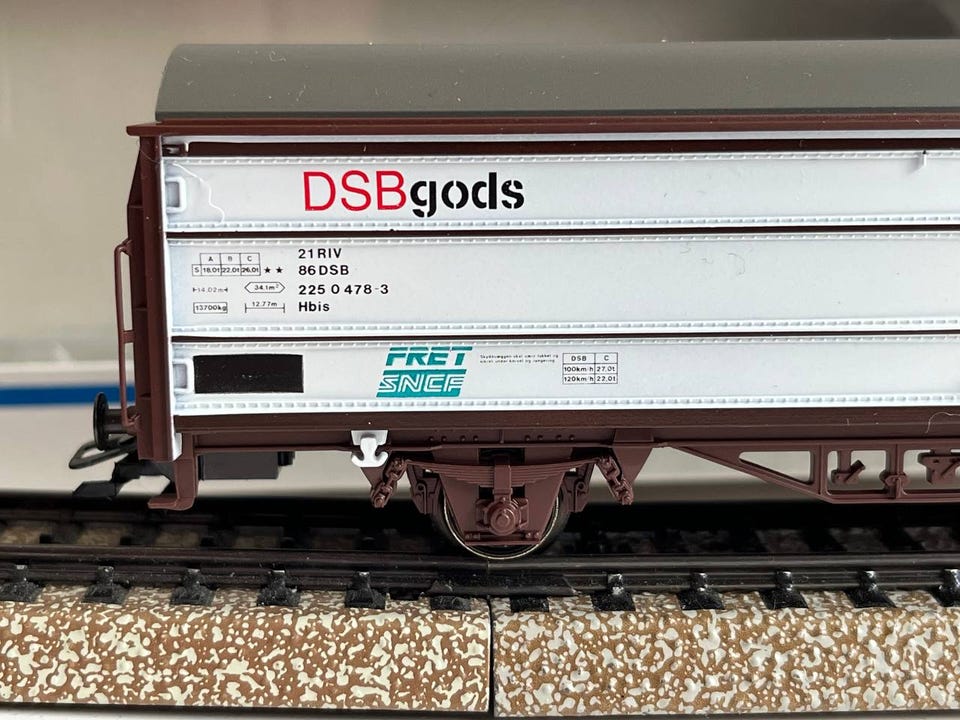 DSBgods
A B C
S 18.0t 22.0t 26.0t ★★
21 RIV
86 DSB
14.02m 34.1m²
225 0 478-3
13700kg 12.77m
Hbis
FRET
SNCF
DSB C
100km/h 27.0t
120km/h 22.0t